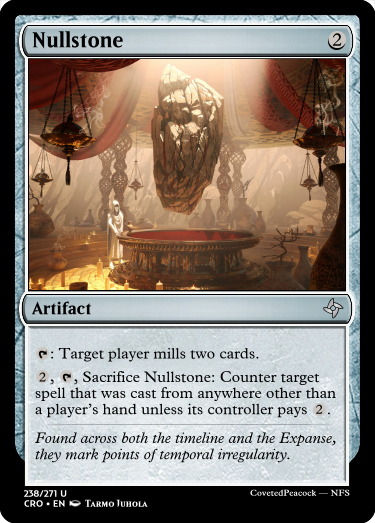 Nullstone 2
Artifact
: Target player mills two cards.
2, , Sacrifice Nullstone: Counter target
spell that was cast from anywhere other than
a player's hand unless its controller pays 2.
Found across both the timeline and the Expanse,
they mark points of temporal irregularity.
238/271 U
CRO • EN Tarmo Juhola
CovetedPeacock — NFS